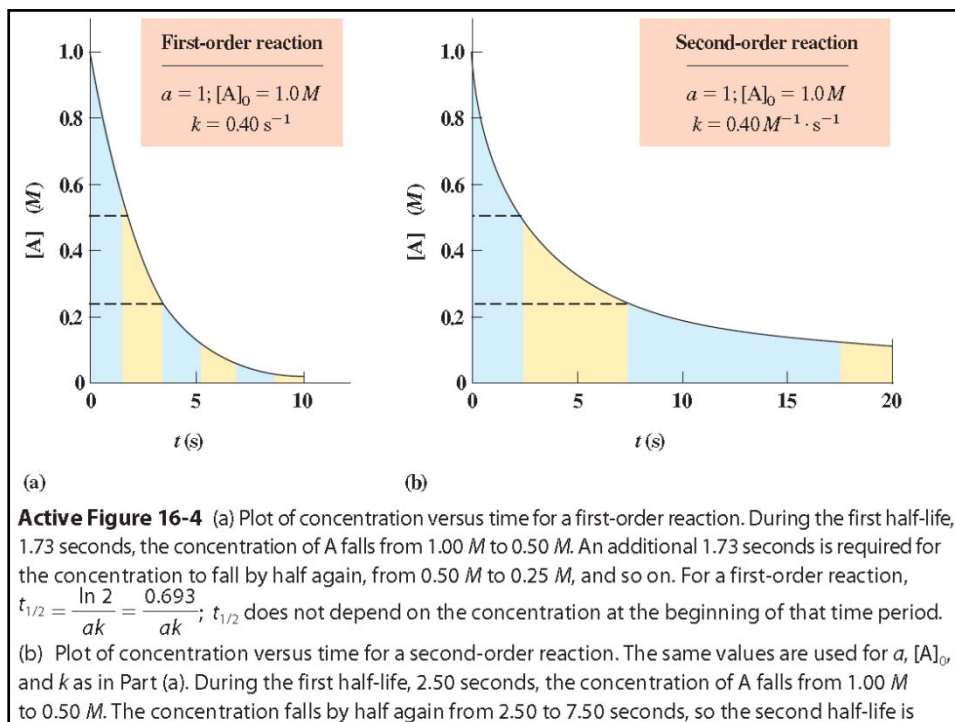 First-order reaction
a = 1; [A]₀ = 1.0 M
k = 0.40 s⁻¹
1.0
0.8
0.6
0.4
0.2
0
[A] (M)
0 5 10
t (s)
(a)
Second-order reaction
a = 1; [A]₀ = 1.0 M
k = 0.40 M⁻¹ · s⁻¹
1.0
0.8
0.6
0.4
0.2
0
[A] (M)
0 5 10 15 20
t (s)
(b)
Active Figure 16-4 (a) Plot of concentration versus time for a first-order reaction. During the first half-life,
1.73 seconds, the concentration of A falls from 1.00 M to 0.50 M. An additional 1.73 seconds is required for
the concentration to fall by half again, from 0.50 M to 0.25 M, and so on. For a first-order reaction,
t₁/₂ = ln 2/ak = 0.693/ak; t₁/₂ does not depend on the concentration at the beginning of that time period.
(b) Plot of concentration versus time for a second-order reaction. The same values are used for a, [A]₀,
and k as in Part (a). During the first half-life, 2.50 seconds, the concentration of A falls from 1.00 M
to 0.50 M. The concentration falls by half again from 2.50 to 7.50 seconds, so the second half-life is